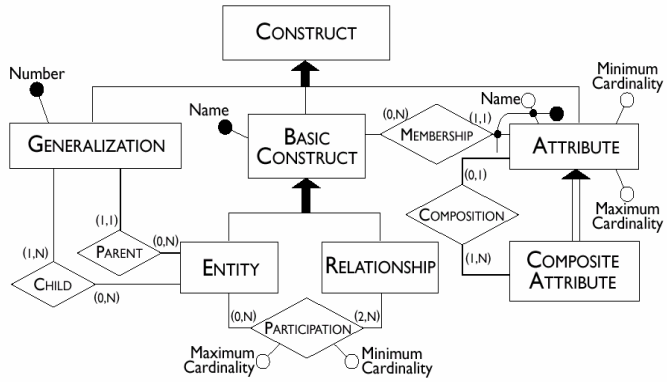 CONSTRUCT
Number
Name
(0,N)
(1,1)
Name
Minimum
Cardinality
GENERALIZATION
BASIC
CONSTRUCT
MEMBERSHIP
ATTRIBUTE
(0,1)
Maximum
Cardinality
(1,1)
COMPOSITION
(1,N)
PARENT
(0,N)
(1,N)
CHILD
(0,N)
ENTITY
RELATIONSHIP
COMPOSITE
ATTRIBUTE
(0,N)
PARTICIPATION
(2,N)
Maximum
Cardinality
Minimum
Cardinality